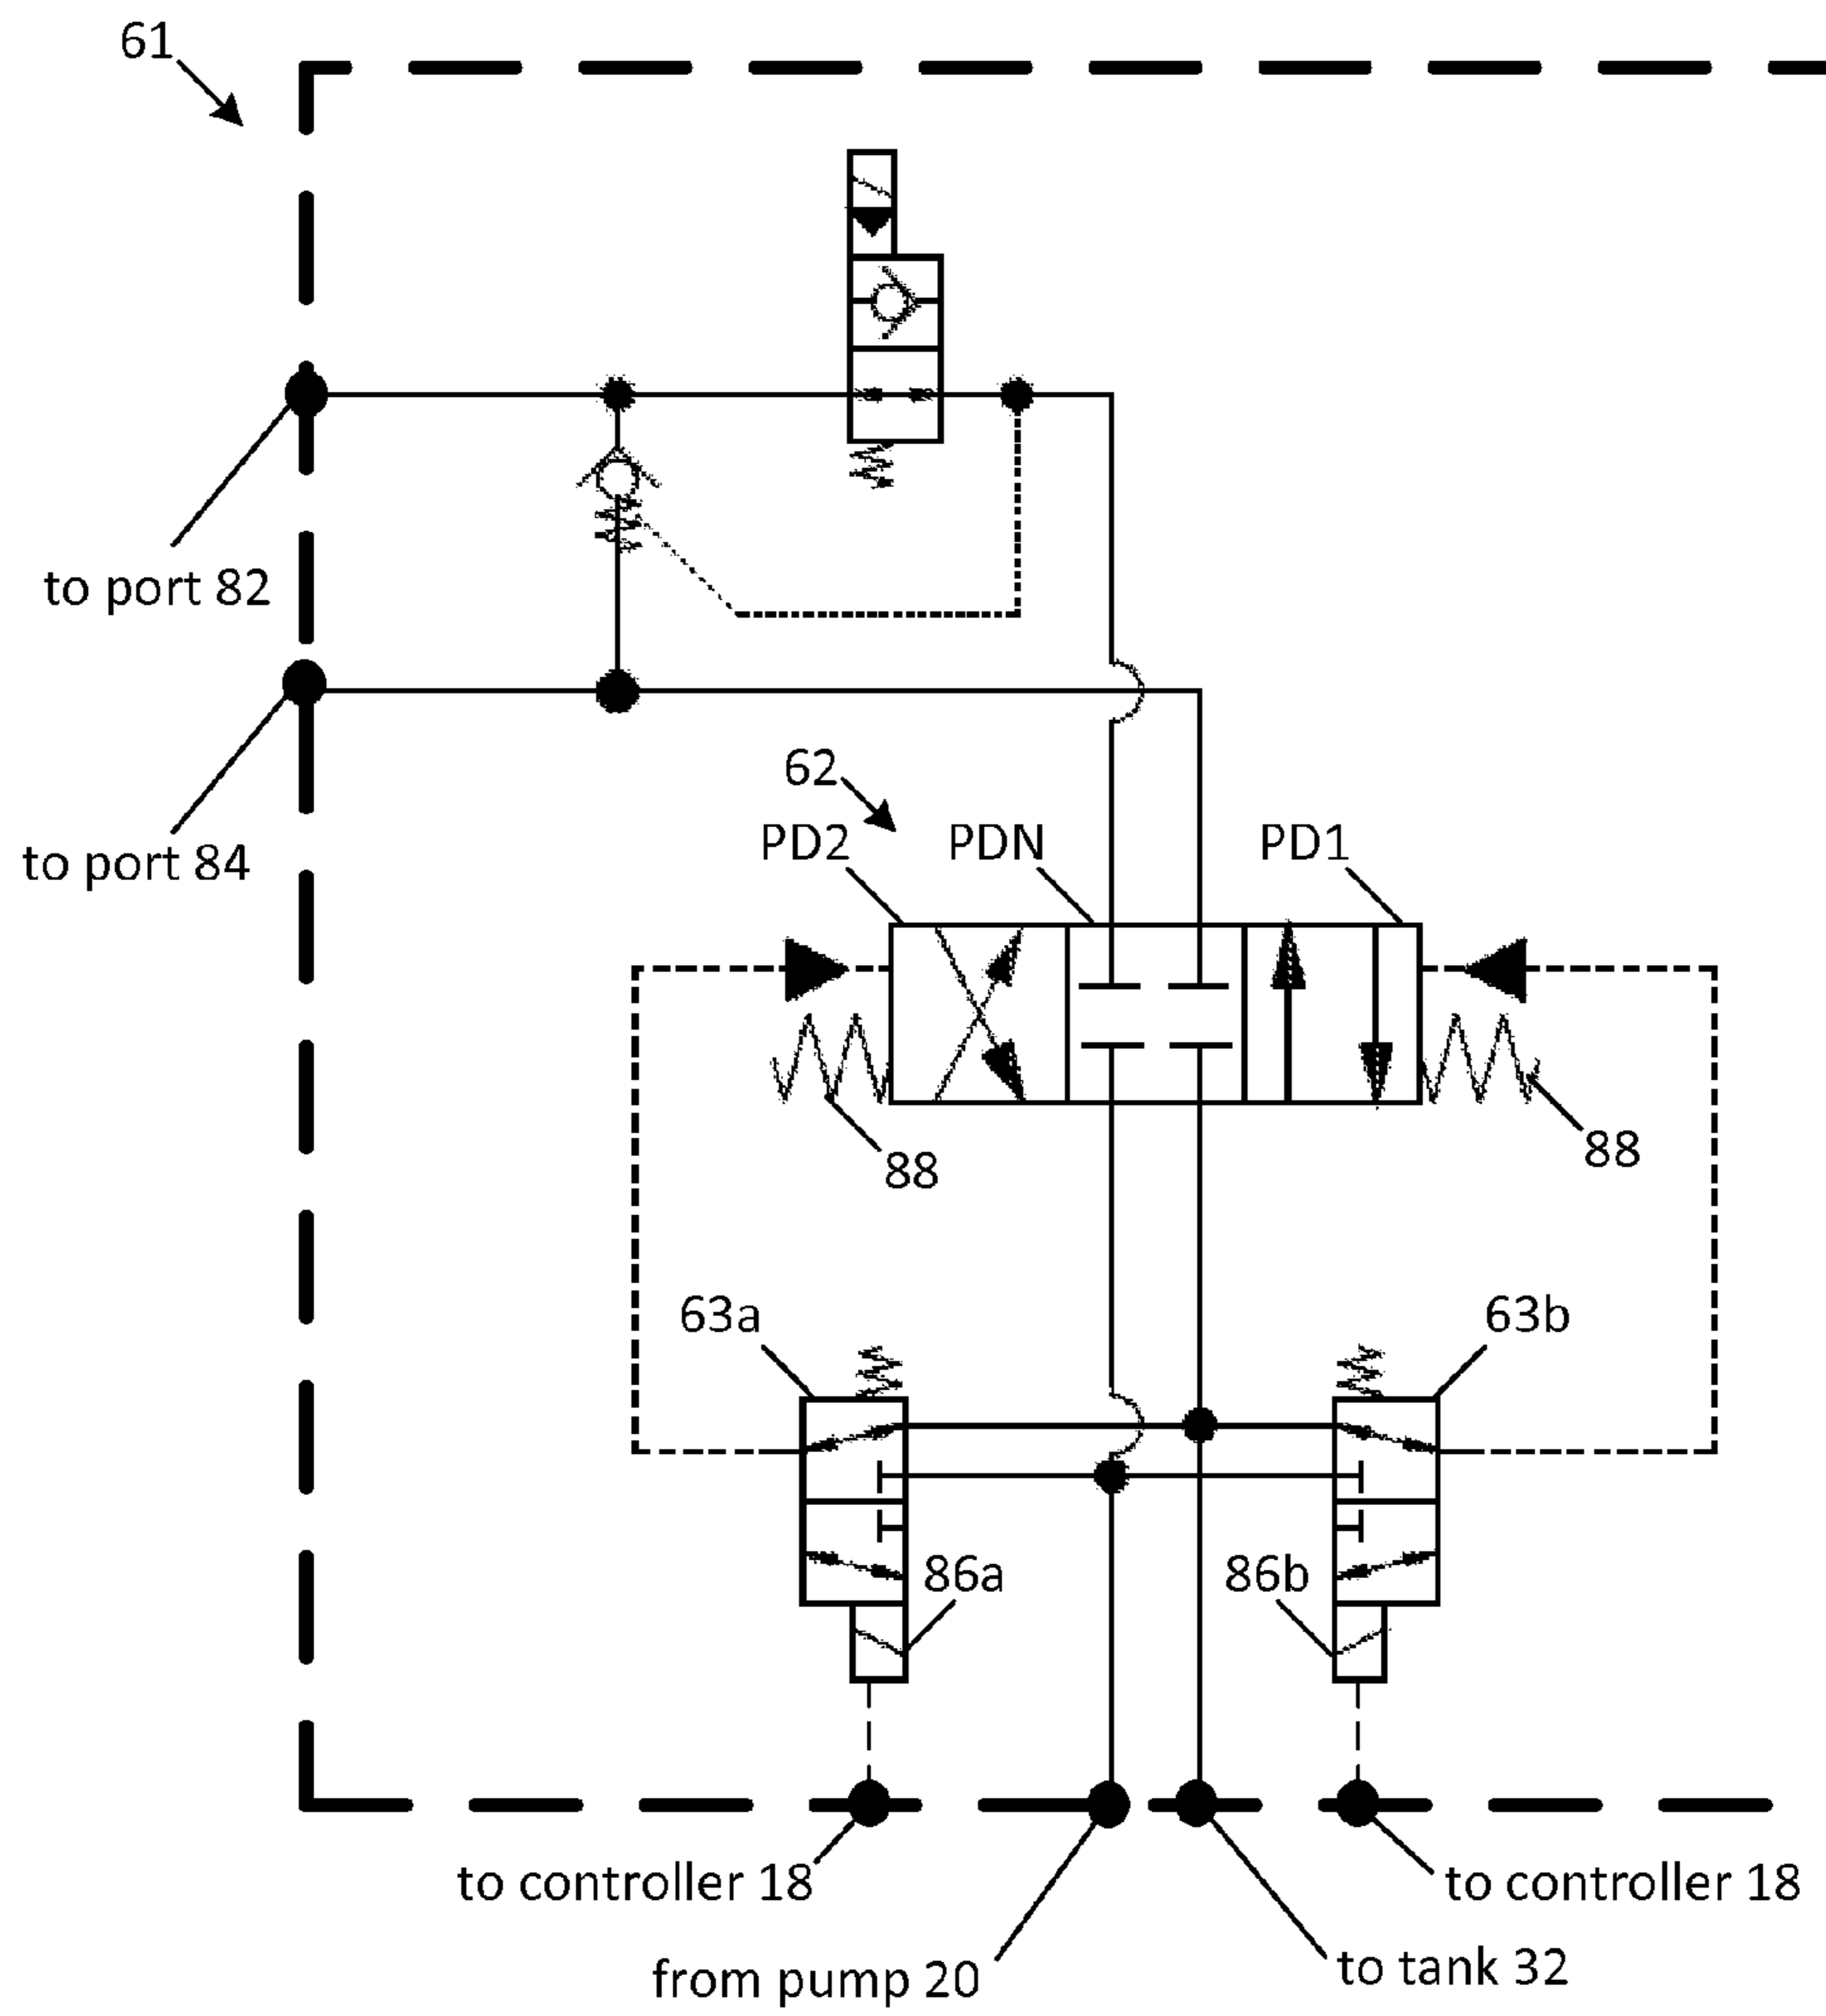 61
to port 82
to port 84
62
PD2
PDN
PD1
88
88
63a
63b
86a
86b
to controller 18
to controller 18
from pump 20
to tank 32